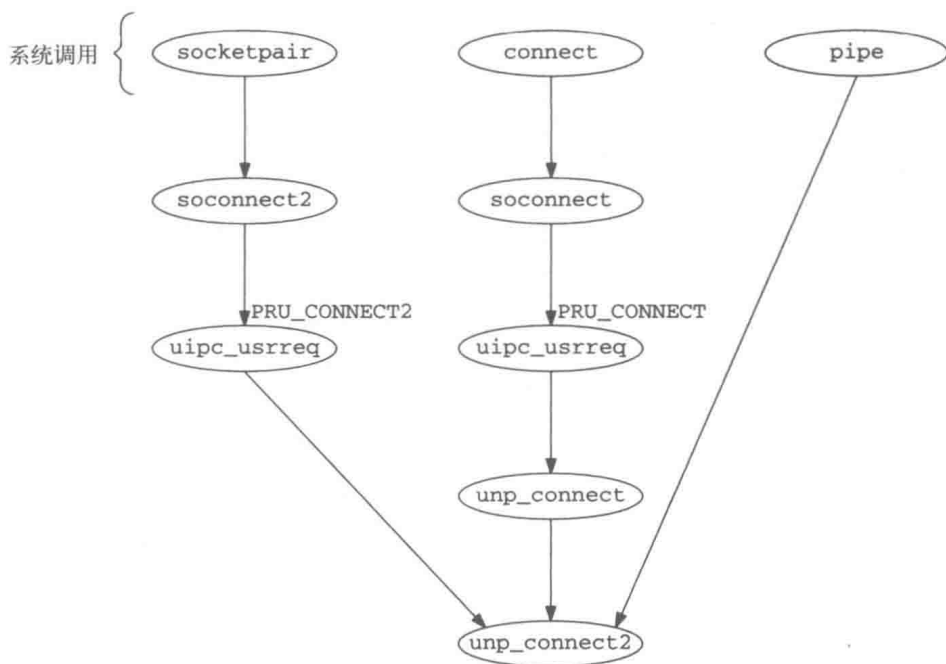 系统调用
socketpair
connect
pipe
soconnect2
soconnect
PRU_CONNECT2
PRU_CONNECT
uipc_usrreq
uipc_usrreq
unp_connect
unp_connect2